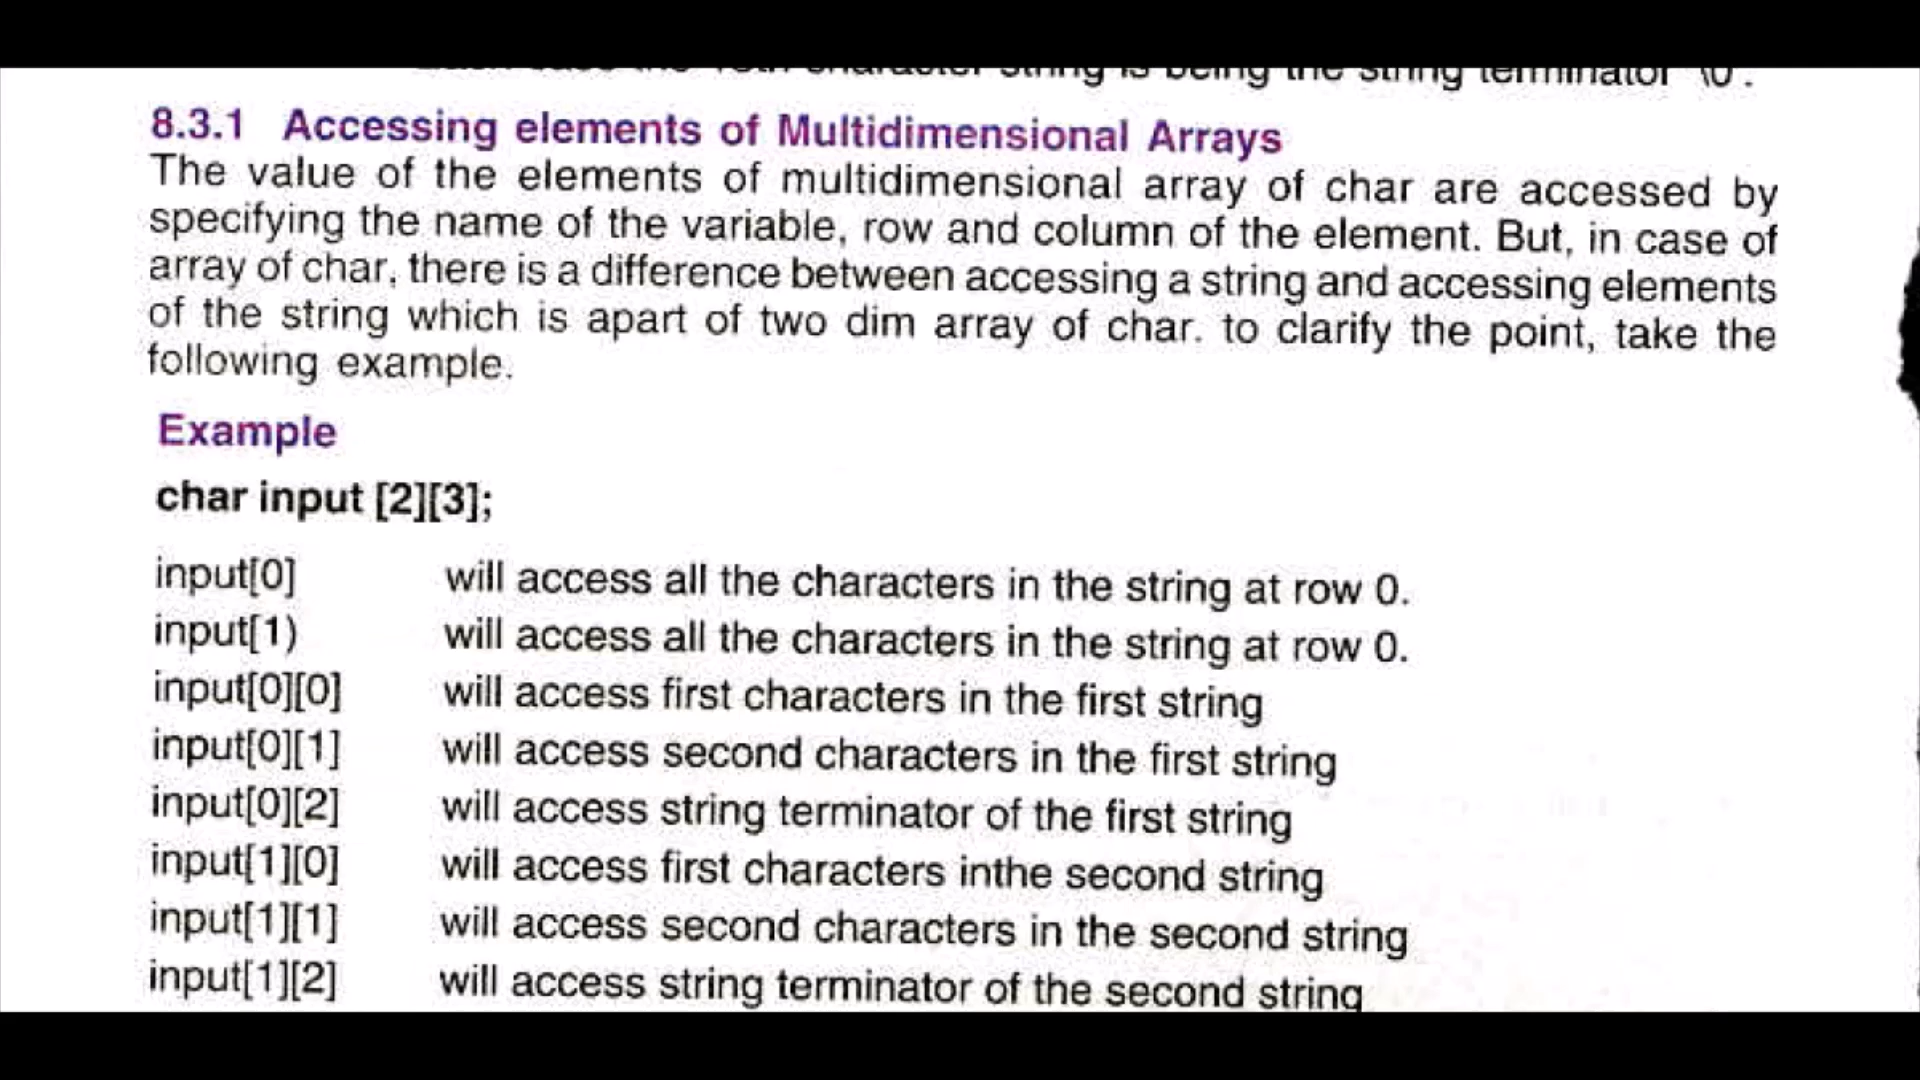 character string is being the string terminator '\0'.
8.3.1 Accessing elements of Multidimensional Arrays
The value of the elements of multidimensional array of char are accessed by
specifying the name of the variable, row and column of the element. But, in case of
array of char, there is a difference between accessing a string and accessing elements
of the string which is apart of two dim array of char. to clarify the point, take the
following example.
Example
char input [2][3];
input[0] will access all the characters in the string at row 0.
input[1) will access all the characters in the string at row 0.
input[0][0] will access first characters in the first string
input[0][1] will access second characters in the first string
input[0][2] will access string terminator of the first string
input[1][0] will access first characters inthe second string
input[1][1] will access second characters in the second string
input[1][2] will access string terminator of the second string